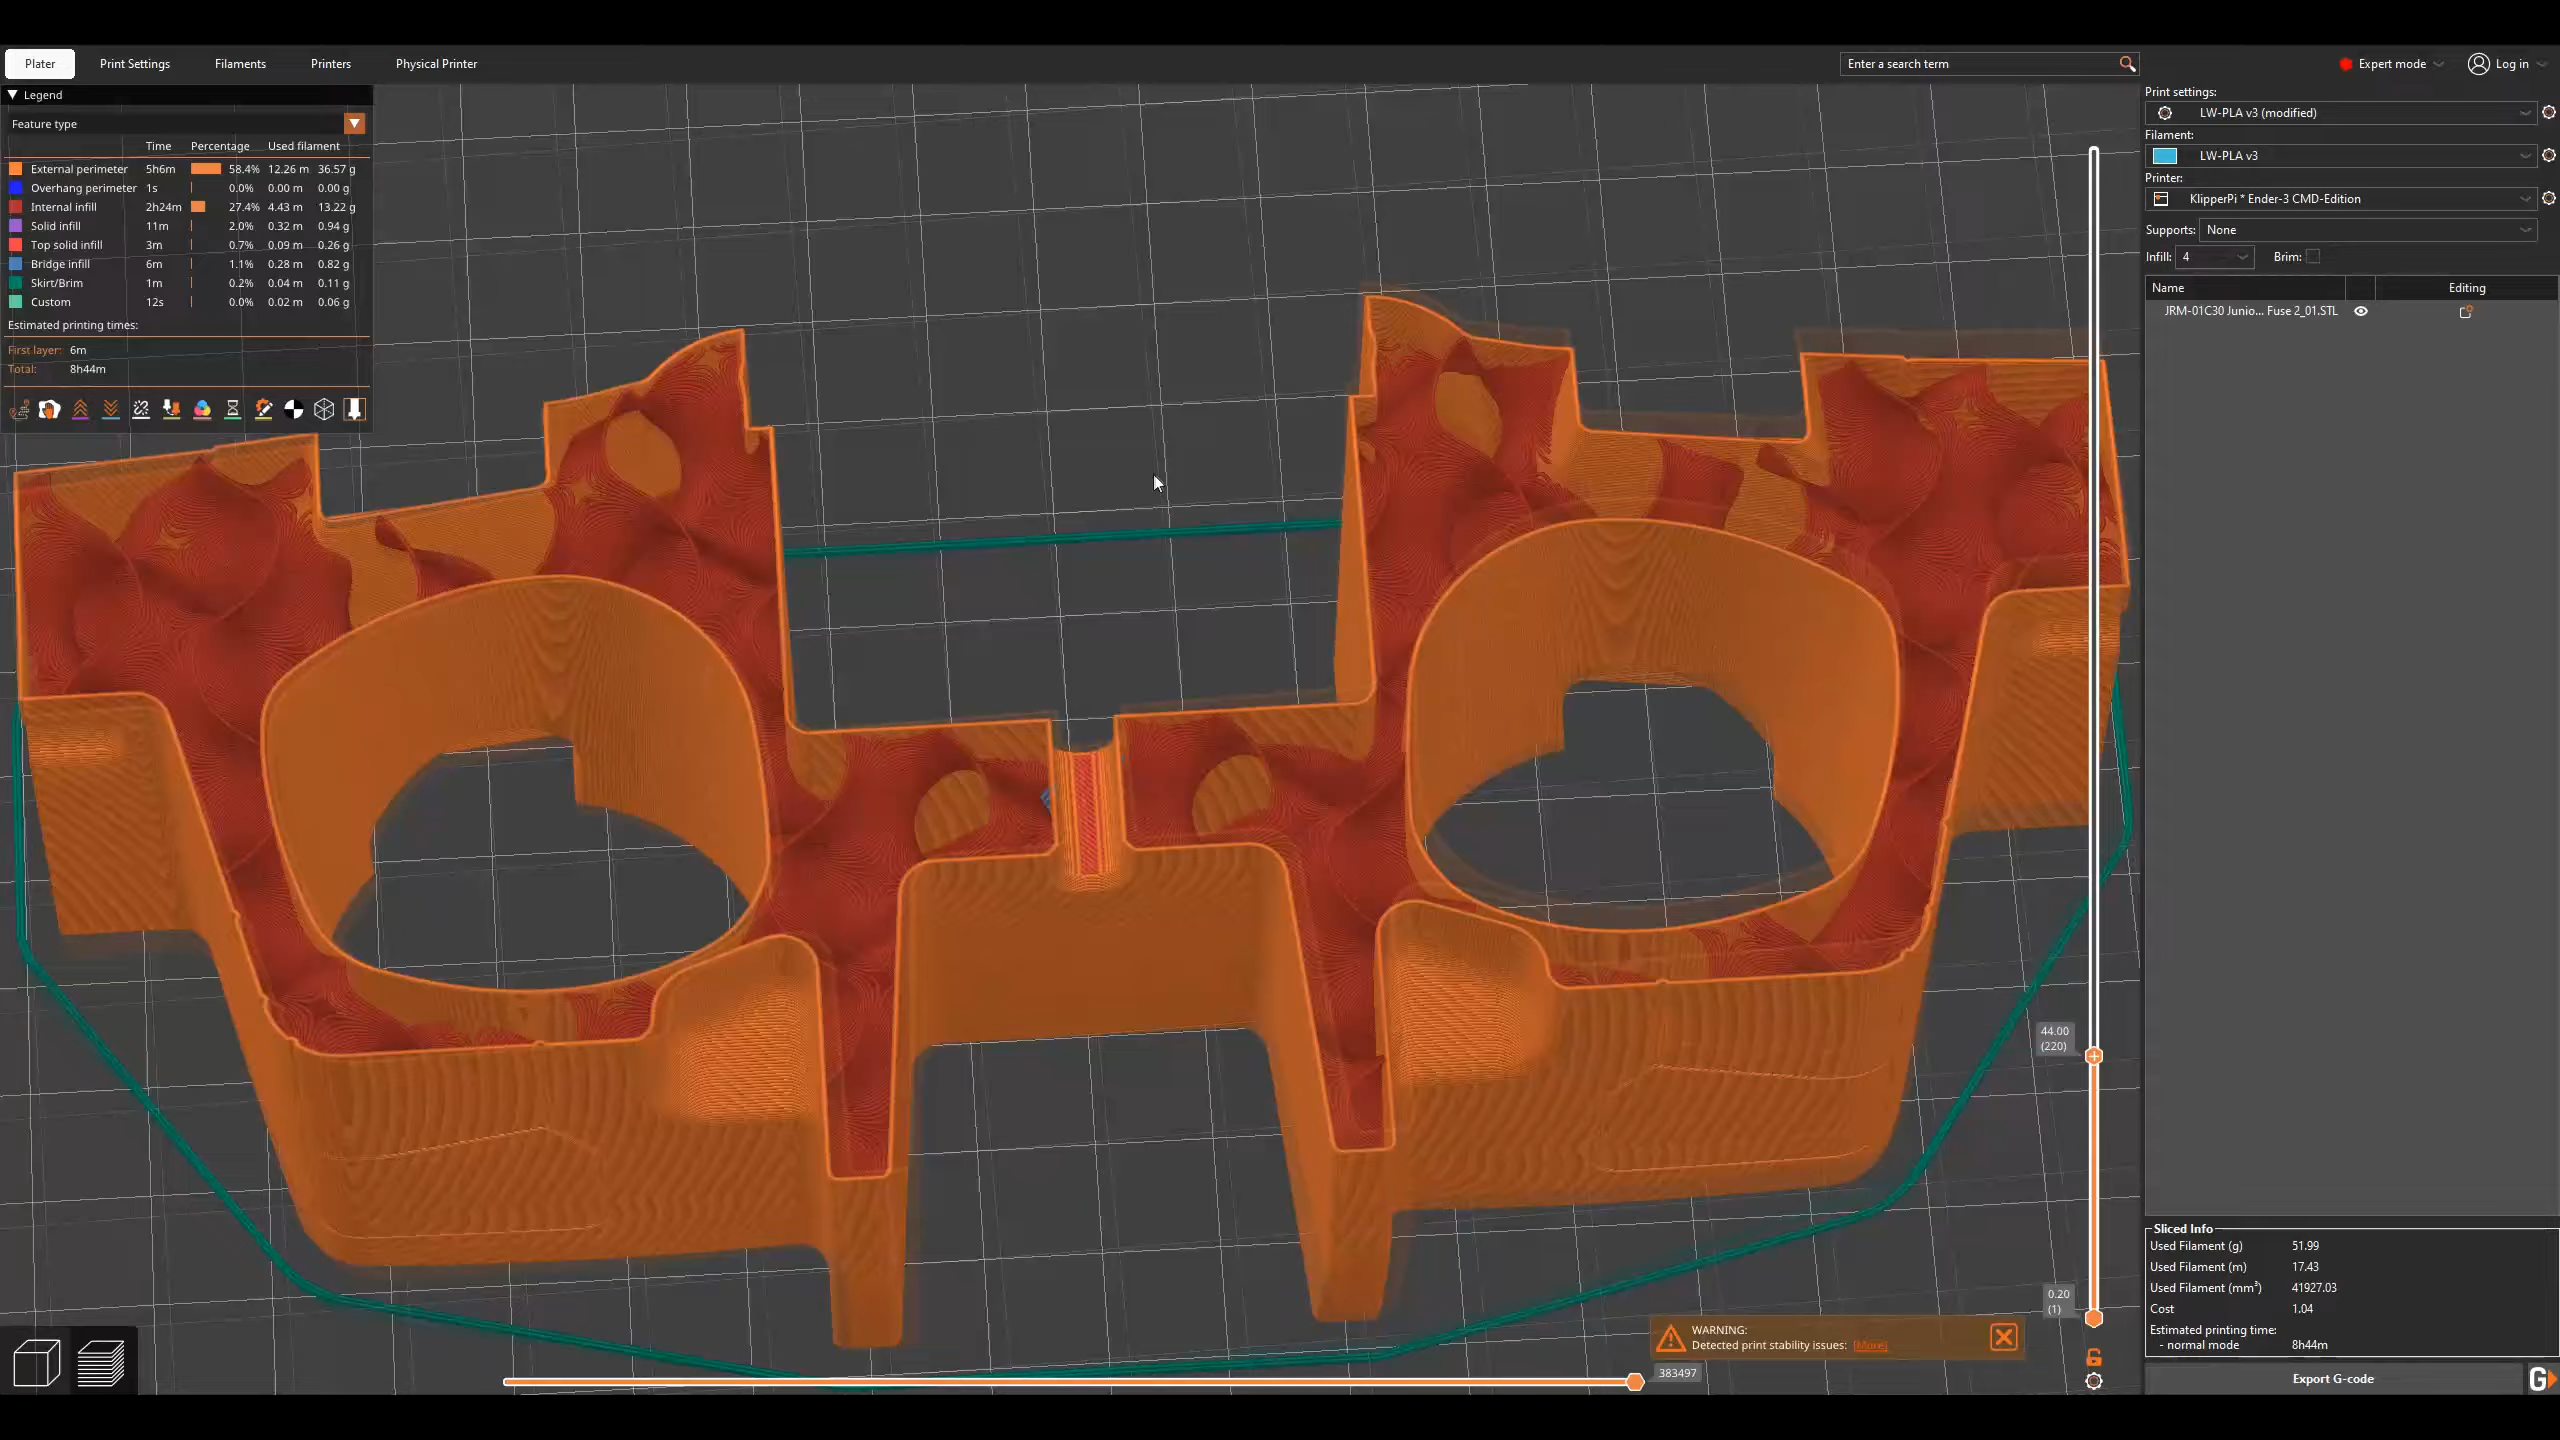 Plater Print Settings Filaments Printers Physical Printer Enter a search term Expert mode Log in
Legend
Feature type
Time Percentage Used filament
External perimeter 5h6m 58.4% 12.26 m 36.57 g
Overhang perimeter 1s 0.0% 0.00 m 0.00 g
Internal infill 2h24m 27.4% 4.43 m 13.22 g
Solid infill 11m 2.0% 0.32 m 0.94 g
Top solid infill 3m 0.7% 0.09 m 0.26 g
Bridge infill 6m 1.1% 0.28 m 0.82 g
Skirt/Brim 1m 0.2% 0.04 m 0.11 g
Custom 12s 0.0% 0.02 m 0.06 g
Estimated printing times:
First layer: 6m
Total: 8h44m
Print settings:
LW-PLA v3 (modified)
Filament:
LW-PLA v3
Printer:
KlipperPi * Ender-3 CMD-Edition
Supports: None
Infill: 4 Brim:
Name Editing
JRM-01C30 Junio... Fuse 2_01.STL
44.00
(220)
0.20
(1)
WARNING:
Detected print stability issues: (More)
383497
Sliced Info
Used Filament (g) 51.99
Used Filament (m) 17.43
Used Filament (mm³) 41927.03
Cost 1.04
Estimated printing time:
- normal mode 8h44m
Export G-code
G